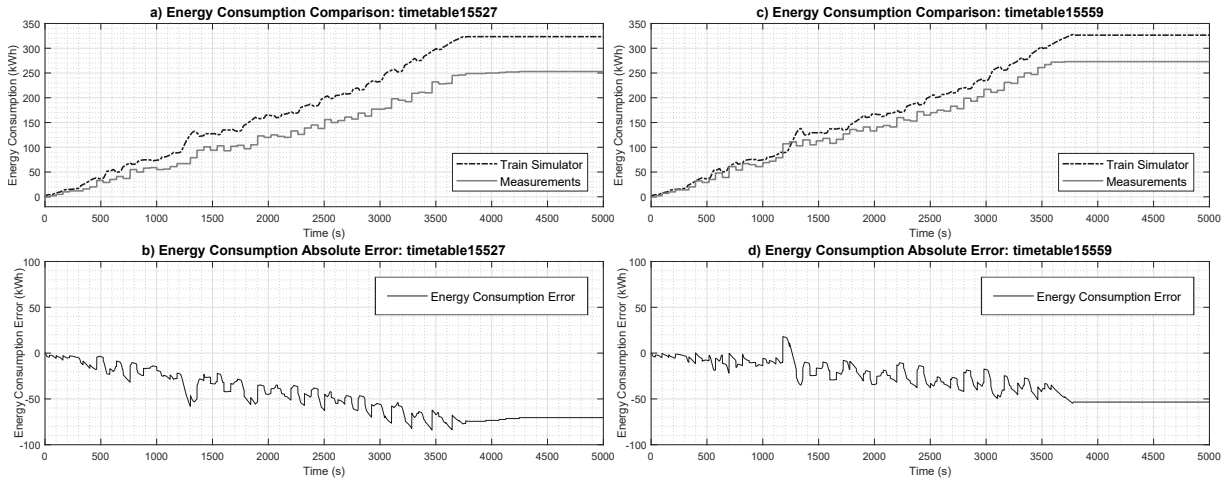 a) Energy Consumption Comparison: timetable15527
Energy Consumption (kWh)
350
300
250
200
150
100
50
0
Train Simulator
Measurements
0 500 1000 1500 2000 2500 3000 3500 4000 4500 5000
Time (s)
b) Energy Consumption Absolute Error: timetable15527
Energy Consumption Error (kWh)
100
50
0
-50
-100
Energy Consumption Error
0 500 1000 1500 2000 2500 3000 3500 4000 4500 5000
Time (s)
c) Energy Consumption Comparison: timetable15559
Energy Consumption (kWh)
350
300
250
200
150
100
50
0
Train Simulator
Measurements
0 500 1000 1500 2000 2500 3000 3500 4000 4500 5000
Time (s)
d) Energy Consumption Absolute Error: timetable15559
Energy Consumption Error (kWh)
100
50
0
-50
-100
Energy Consumption Error
0 500 1000 1500 2000 2500 3000 3500 4000 4500 5000
Time (s)